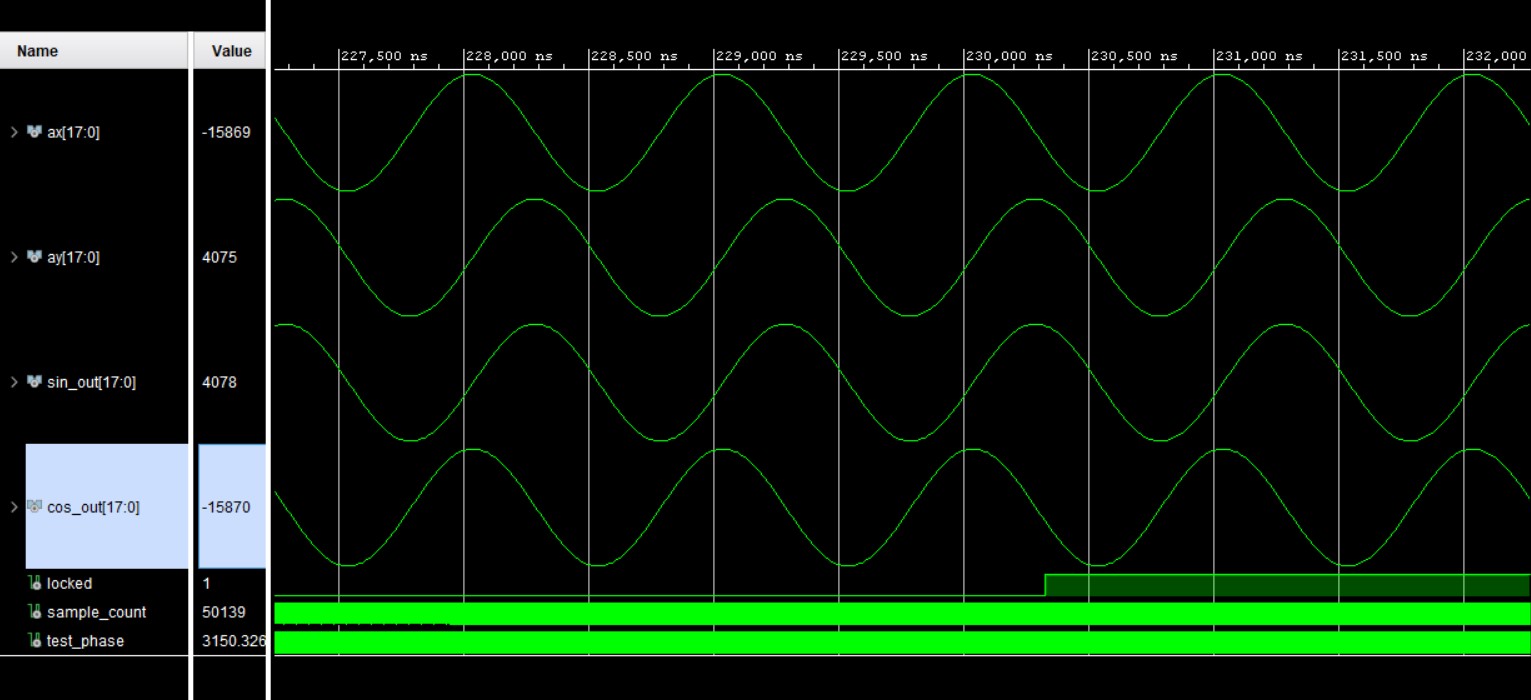 Name Value
227,500 ns 228,000 ns 228,500 ns 229,000 ns 229,500 ns 230,000 ns 230,500 ns 231,000 ns 231,500 ns 232,000
ax[17:0] -15869
ay[17:0] 4075
sin_out[17:0] 4078
cos_out[17:0] -15870
locked 1
sample_count 50139
test_phase 3150.326